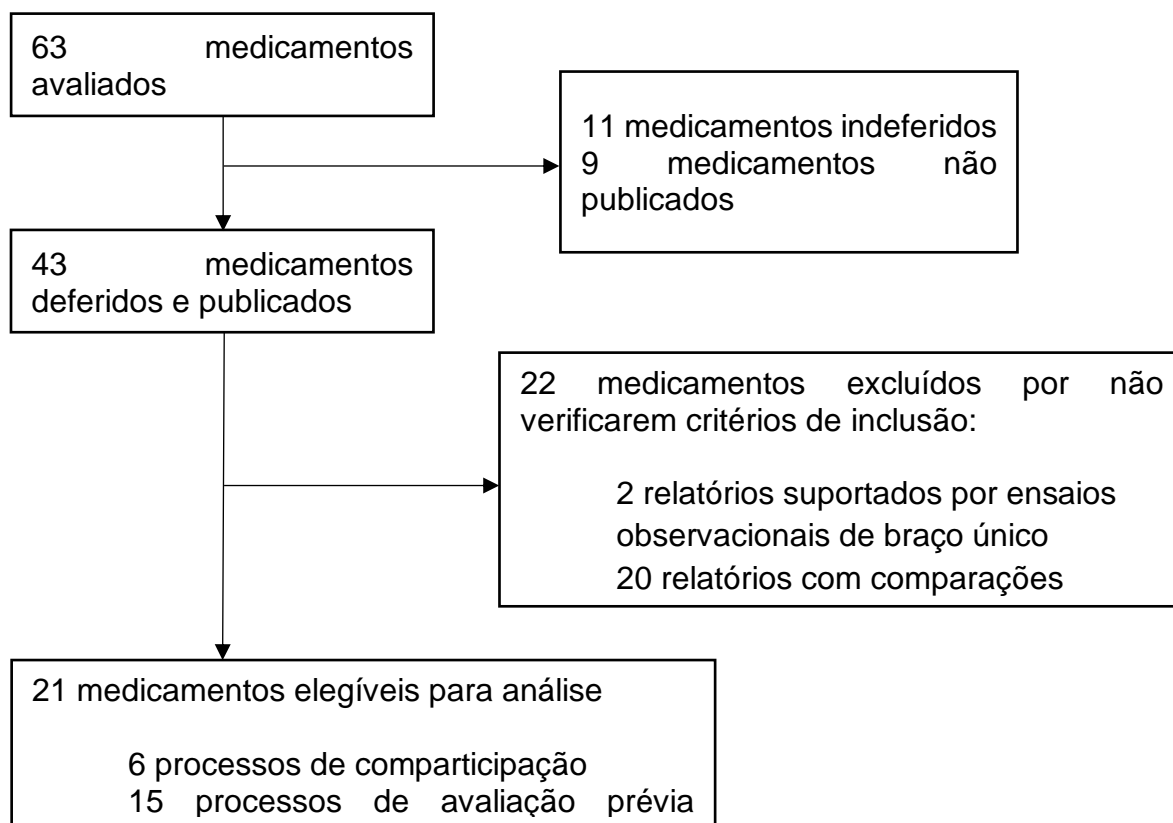 63 medicamentos
avaliados
11 medicamentos indeferidos
9 medicamentos não
publicados
43 medicamentos
deferidos e publicados
22 medicamentos excluídos por não
verificarem critérios de inclusão:
2 relatórios suportados por ensaios
observacionais de braço único
20 relatórios com comparações
21 medicamentos elegíveis para análise
6 processos de comparticipação
15 processos de avaliação prévia